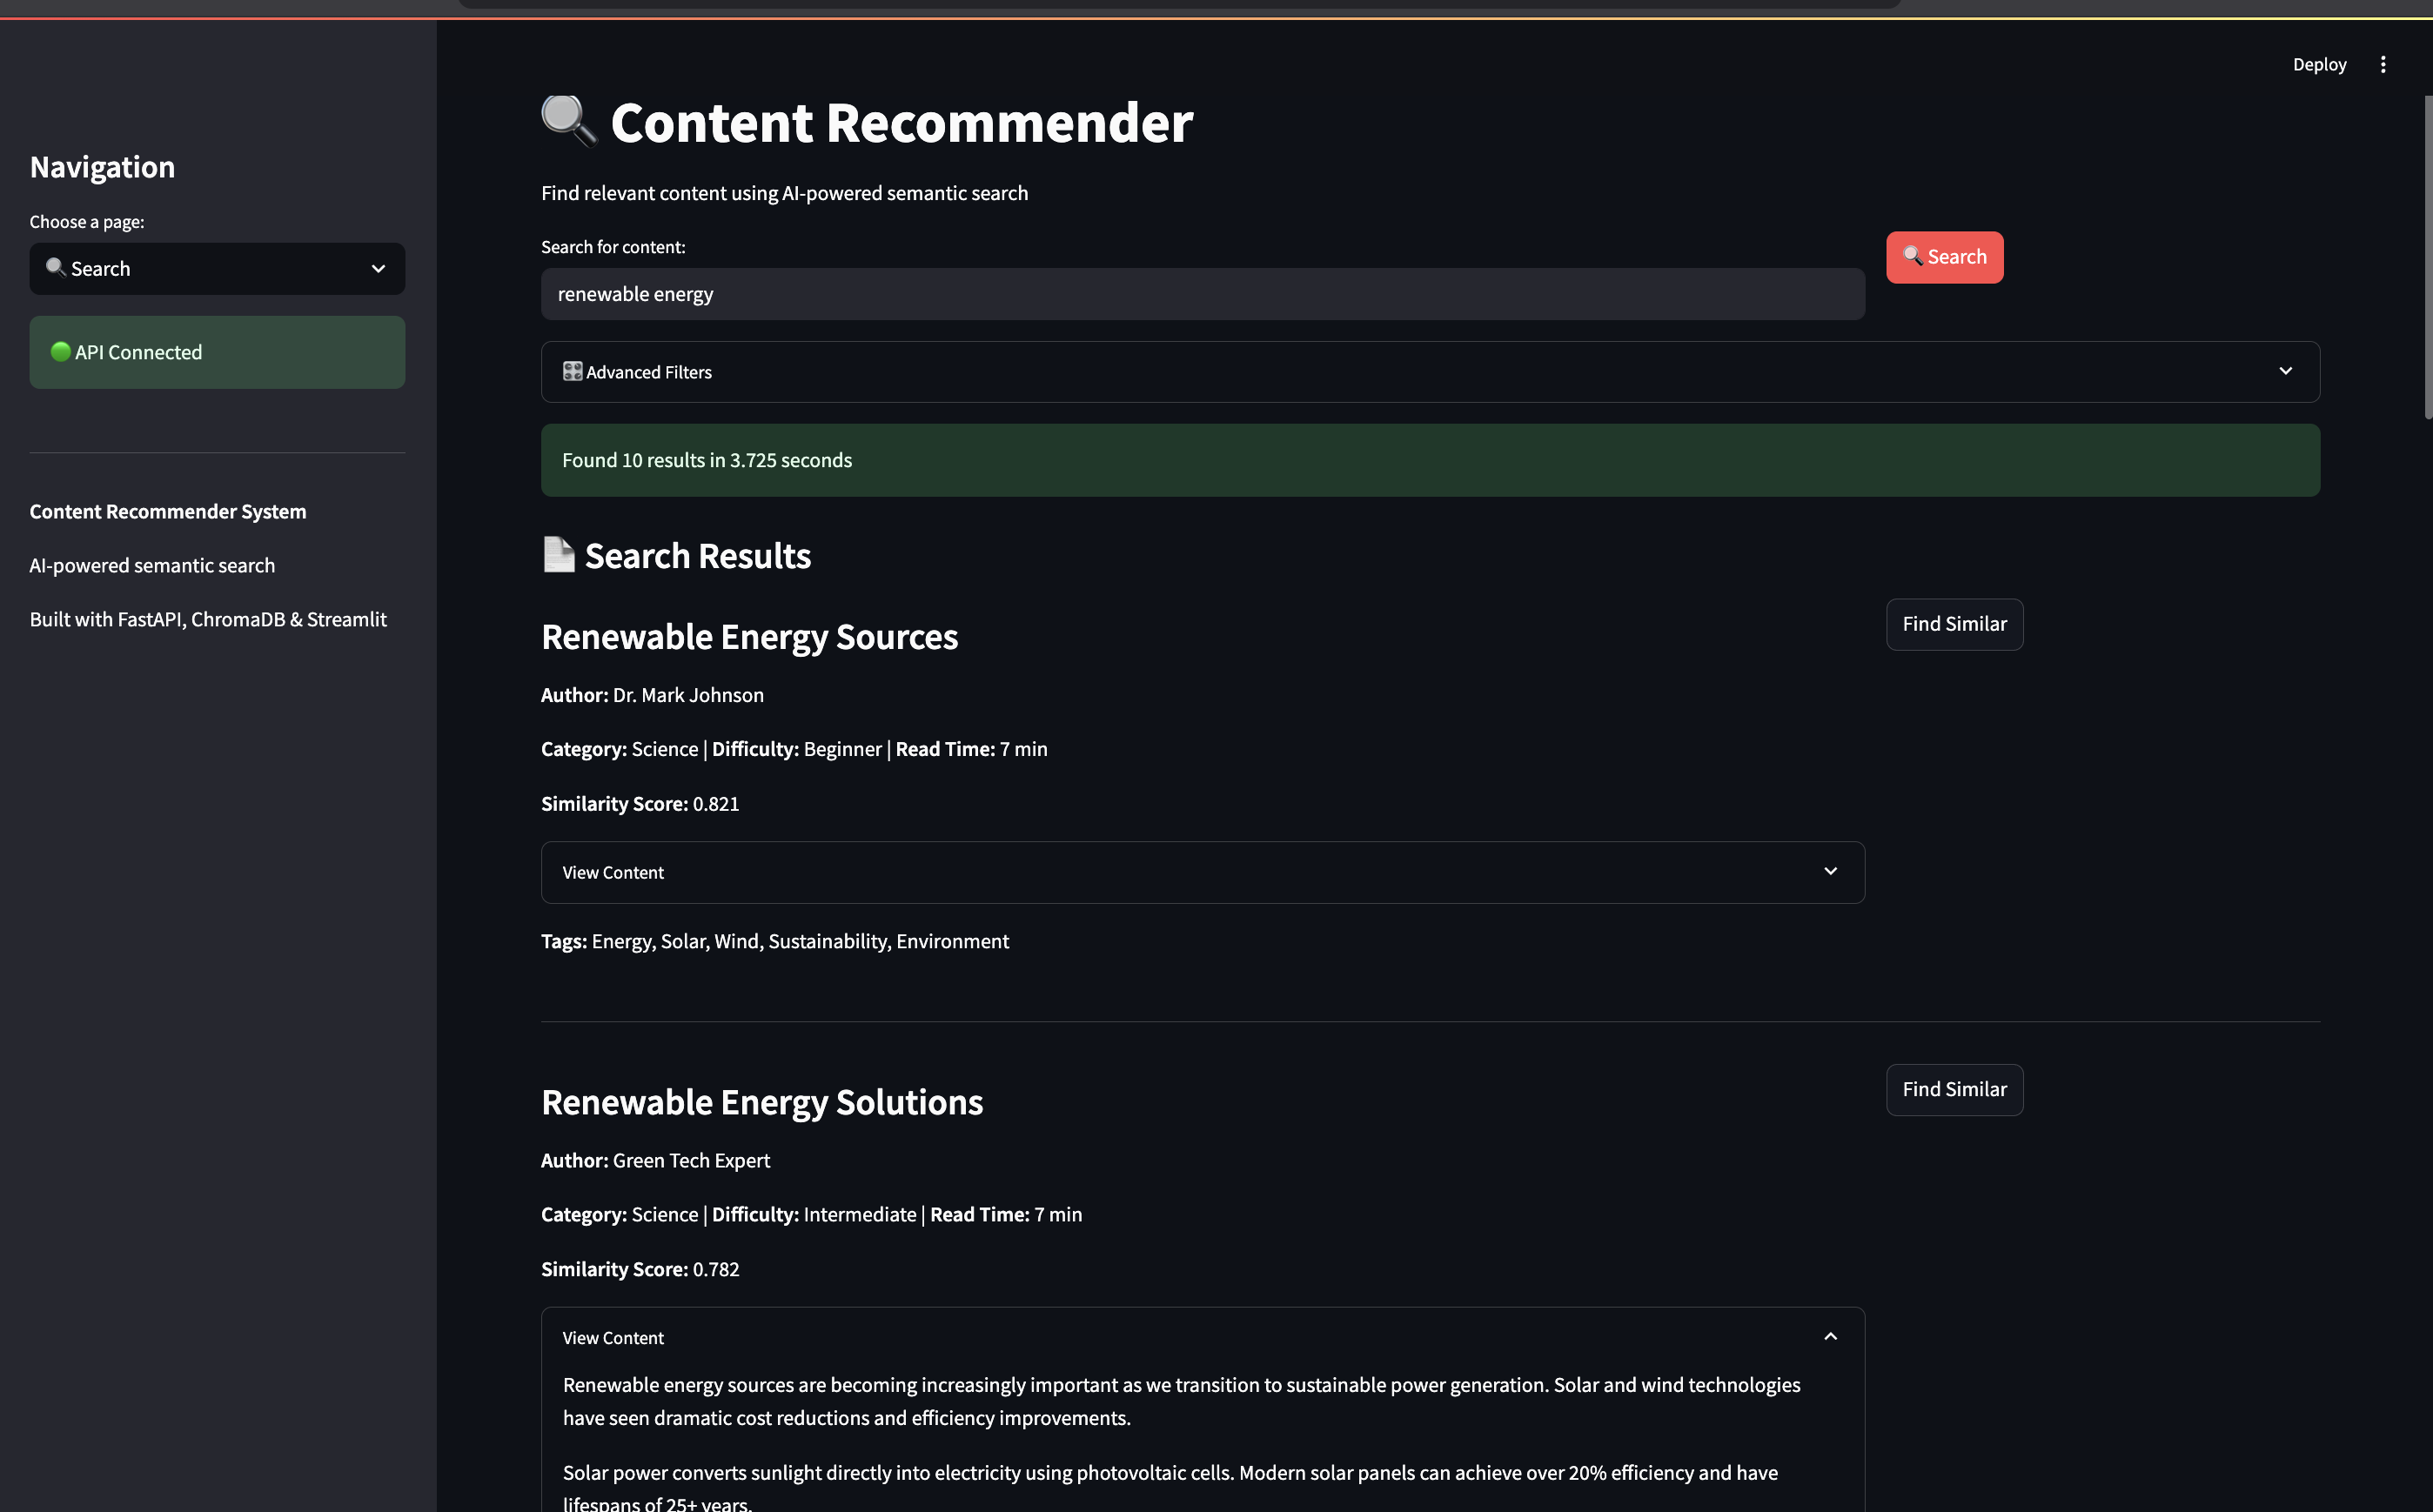 Deploy
Navigation
Choose a page:
Search
API Connected
Content Recommender System
AI-powered semantic search
Built with FastAPI, ChromaDB & Streamlit
Content Recommender
Find relevant content using AI-powered semantic search
Search for content:
renewable energy
Search
Advanced Filters
Found 10 results in 3.725 seconds
Search Results
Renewable Energy Sources
Find Similar
Author: Dr. Mark Johnson
Category: Science | Difficulty: Beginner | Read Time: 7 min
Similarity Score: 0.821
View Content
Tags: Energy, Solar, Wind, Sustainability, Environment
Renewable Energy Solutions
Find Similar
Author: Green Tech Expert
Category: Science | Difficulty: Intermediate | Read Time: 7 min
Similarity Score: 0.782
View Content
Renewable energy sources are becoming increasingly important as we transition to sustainable power generation. Solar and wind technologies
have seen dramatic cost reductions and efficiency improvements.
Solar power converts sunlight directly into electricity using photovoltaic cells. Modern solar panels can achieve over 20% efficiency and have
lifespans of 25+ years.